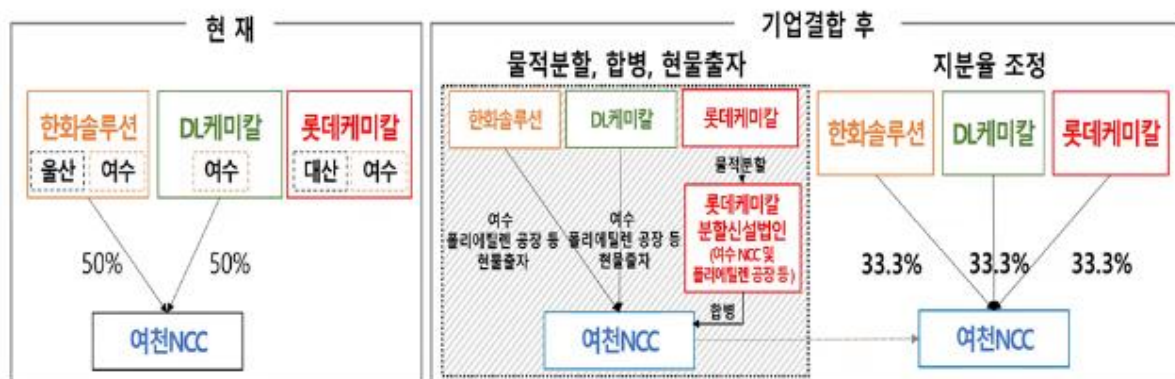 현 재
한화솔루션
울산 여수
DL케미칼
여수
롯데케미칼
대산 여수
50%
50%
여천NCC
기업결합 후
물적분할, 합병, 현물출자
한화솔루션
DL케미칼
롯데케미칼
물적분할
여수
폴리에틸렌 공장 등
현물출자
여수
폴리에틸렌 공장 등
현물출자
롯데케미칼
분할신설법인
(여수 NCC 및
폴리에틸렌 공장 등)
합병
여천NCC
지분율 조정
한화솔루션
DL케미칼
롯데케미칼
33.3%
33.3%
33.3%
여천NCC